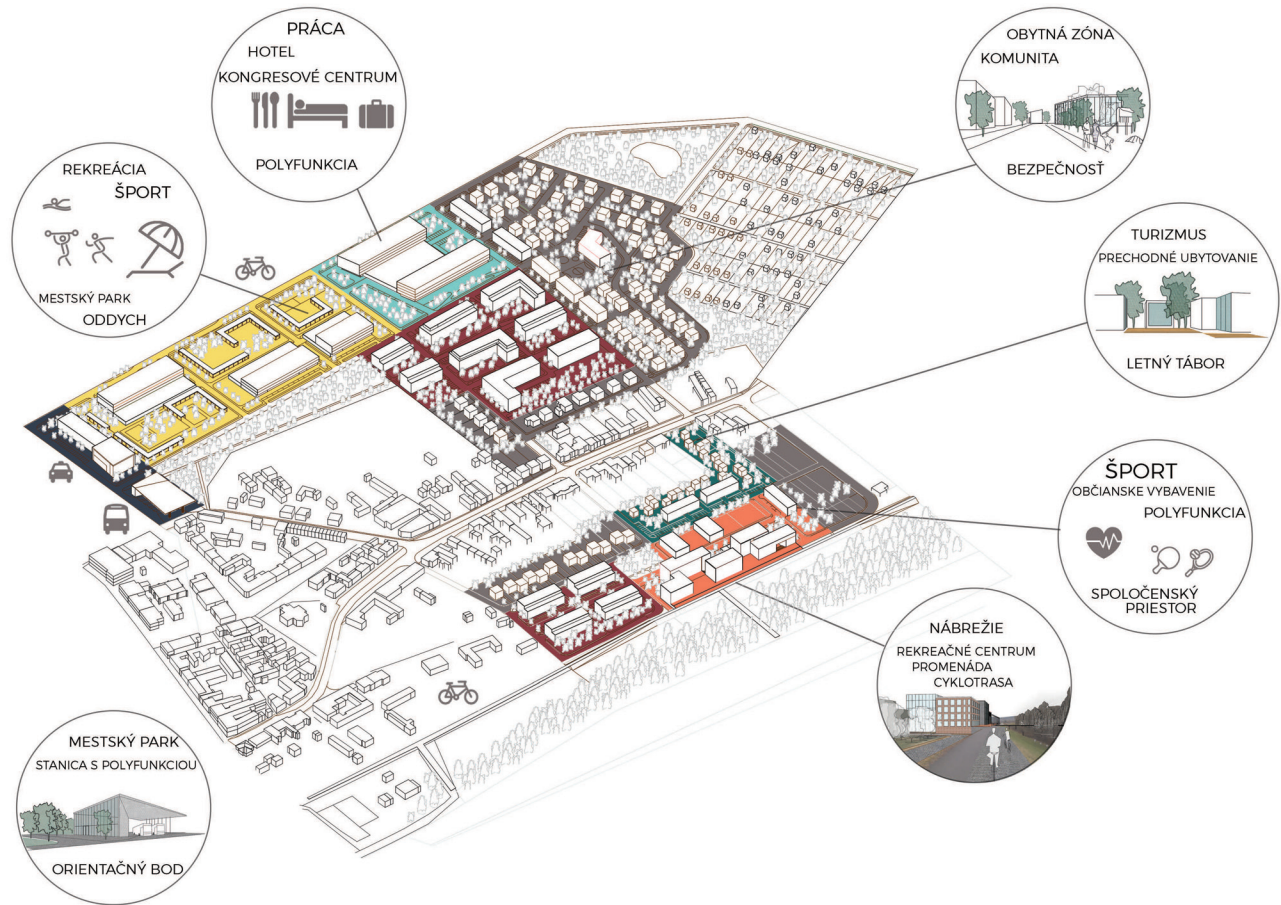 PRÁCA
HOTEL
KONGRESOVÉ CENTRUM
POLYFUNKCIA
OBYTNÁ ZÓNA
KOMUNITA
BEZPEČNOSŤ
REKREÁCIA
ŠPORT
MESTSKÝ PARK
ODDYCH
TURIZMUS
PRECHODNÉ UBYTOVANIE
LETNÝ TÁBOR
ŠPORT
OBČIANSKE VYBAVENIE
POLYFUNKCIA
SPOLOČENSKÝ
PRIESTOR
NÁBREŽIE
REKREAČNÉ CENTRUM
PROMENÁDA
CYKLOTRASA
MESTSKÝ PARK
STANICA S POLYFUNKCIOU
ORIENTAČNÝ BOD